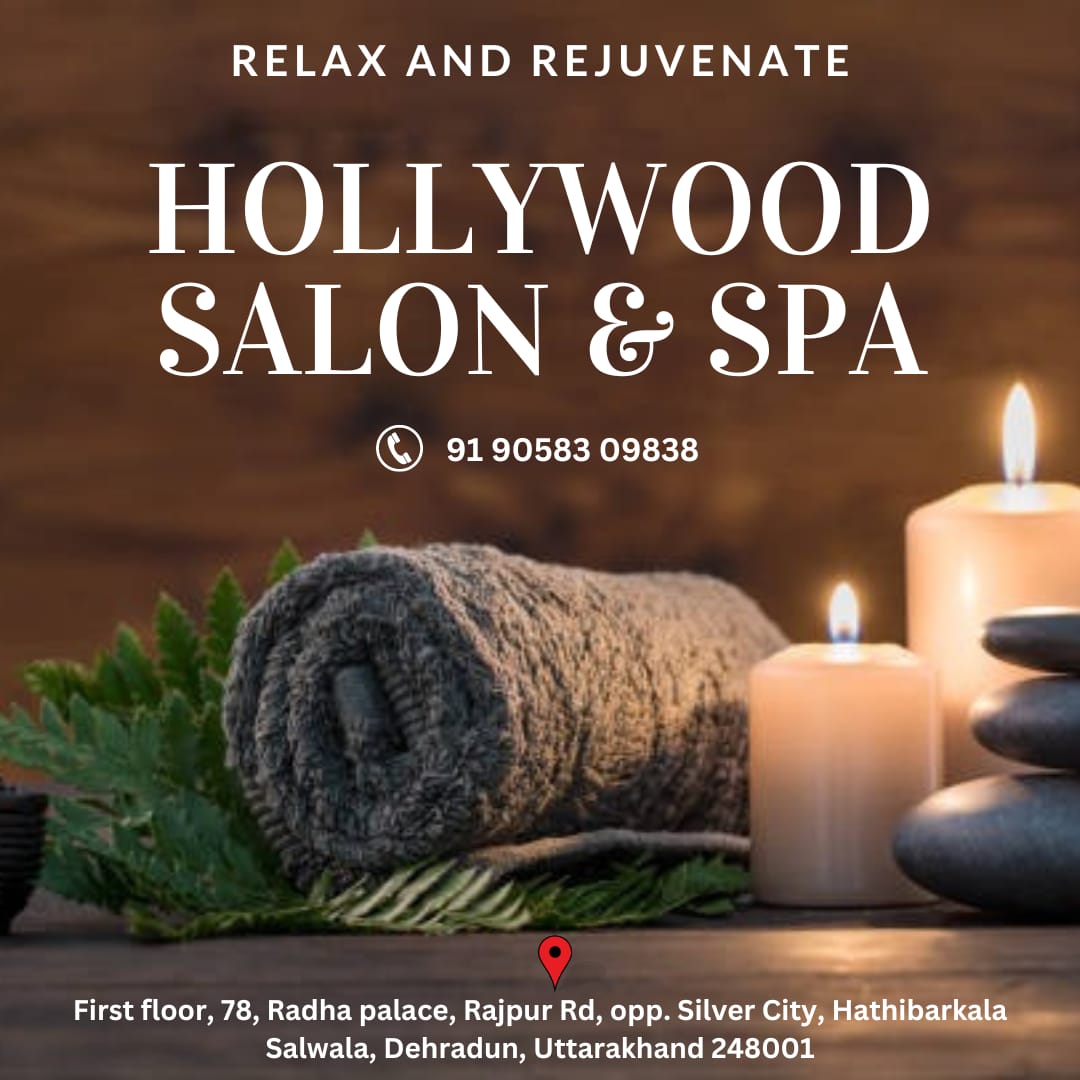 RELAX AND REJUVENATE
HOLLYWOOD
SALON & SPA
91 90583 09838
First floor, 78, Radha palace, Rajpur Rd, opp. Silver City, Hathibarkala
Salwala, Dehradun, Uttarakhand 248001